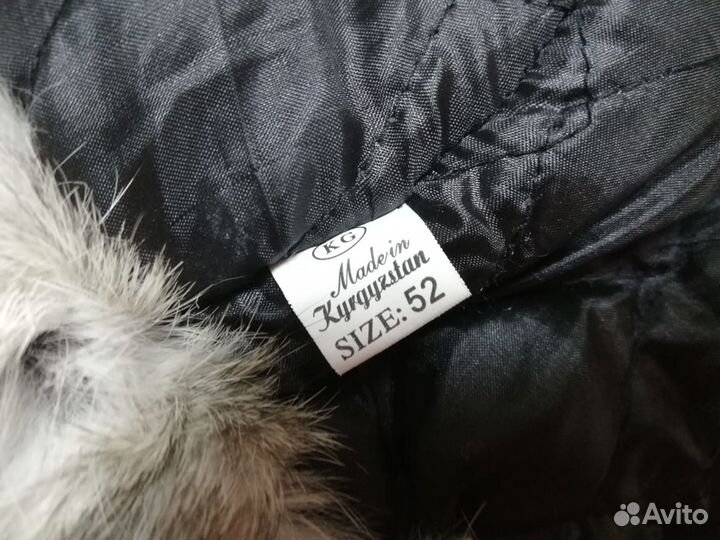 KG
Made in
Kyrgyzstan
SIZE: 52
Avito